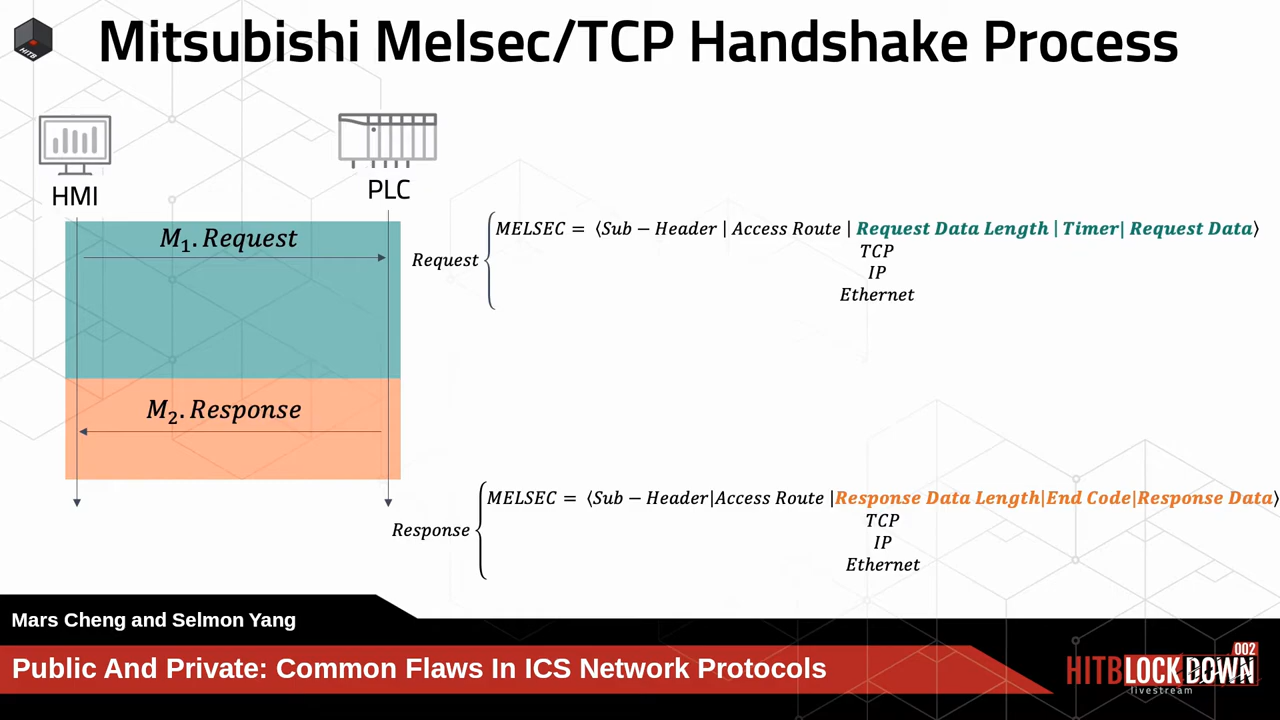 Mitsubishi Melsec/TCP Handshake Process
HITB
HMI
PLC
M₁. Request
Request
MELSEC = ⟨Sub − Header | Access Route | Request Data Length | Timer| Request Data⟩
TCP
IP
Ethernet
M₂. Response
Response
MELSEC = ⟨Sub − Header|Access Route |Response Data Length|End Code|Response Data⟩
TCP
IP
Ethernet
Mars Cheng and Selmon Yang
Public And Private: Common Flaws In ICS Network Protocols
002
HITBLOCKDOWN
livestream